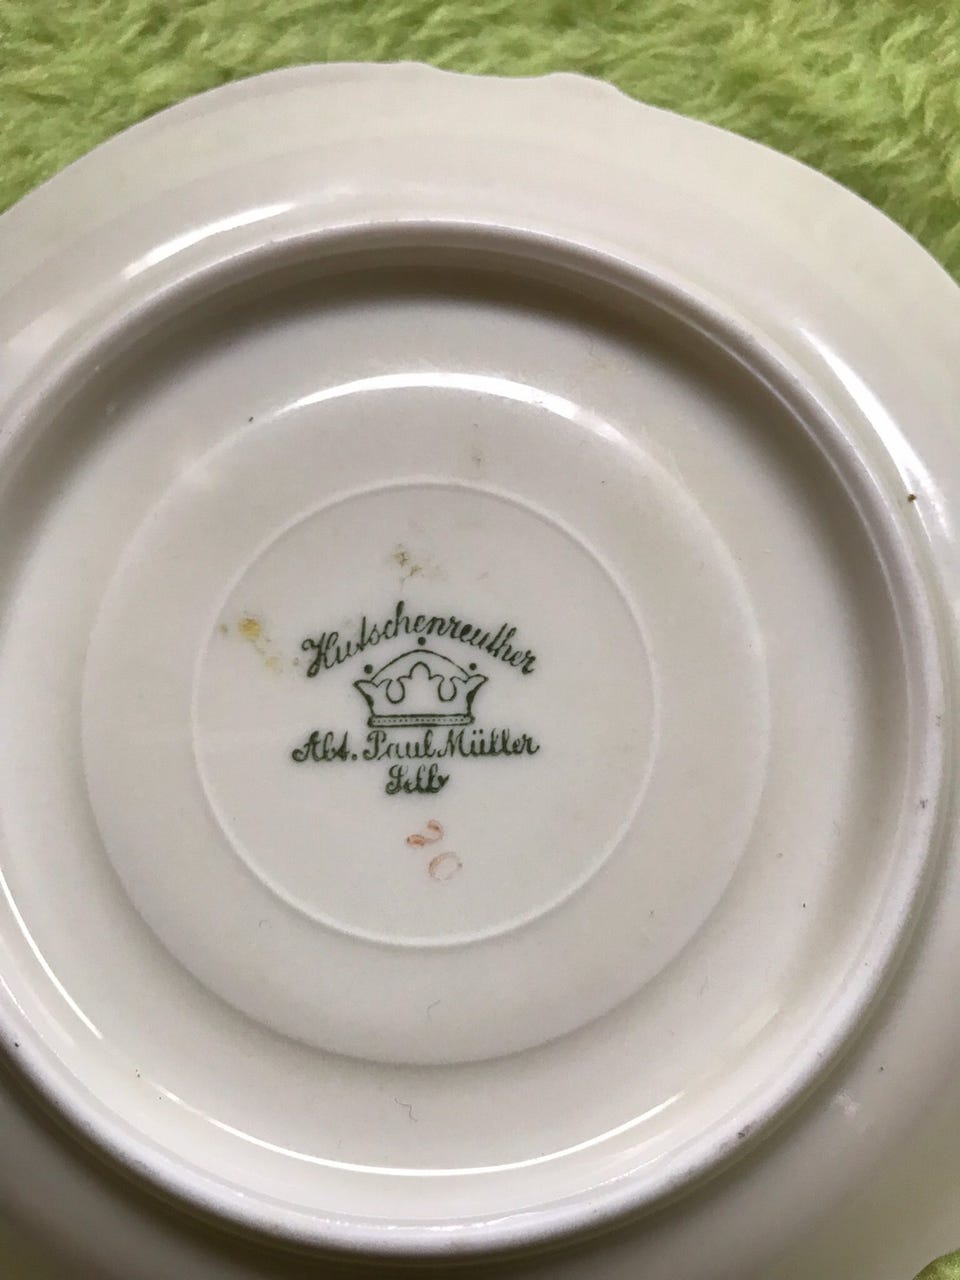 Hutschenreuther
Abt. Paul Müller
Selb
20